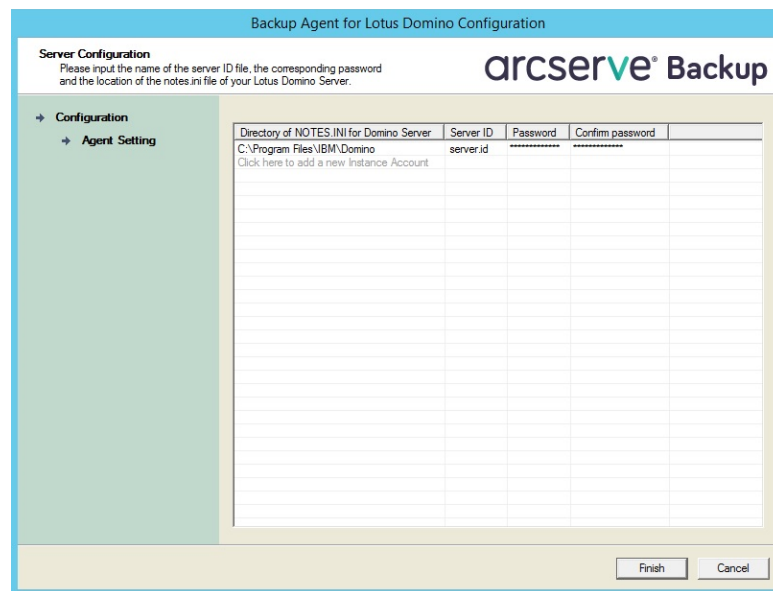 Backup Agent for Lotus Domino Configuration
Server Configuration
Please input the name of the server ID file, the corresponding password
and the location of the notes.ini file of your Lotus Domino Server.
arcserve® Backup
Configuration
Agent Setting
Directory of NOTES.INI for Domino Server Server ID Password Confirm password
C:\Program Files\IBM\Domino server.id ************* *************
Click here to add a new Instance Account
Finish Cancel